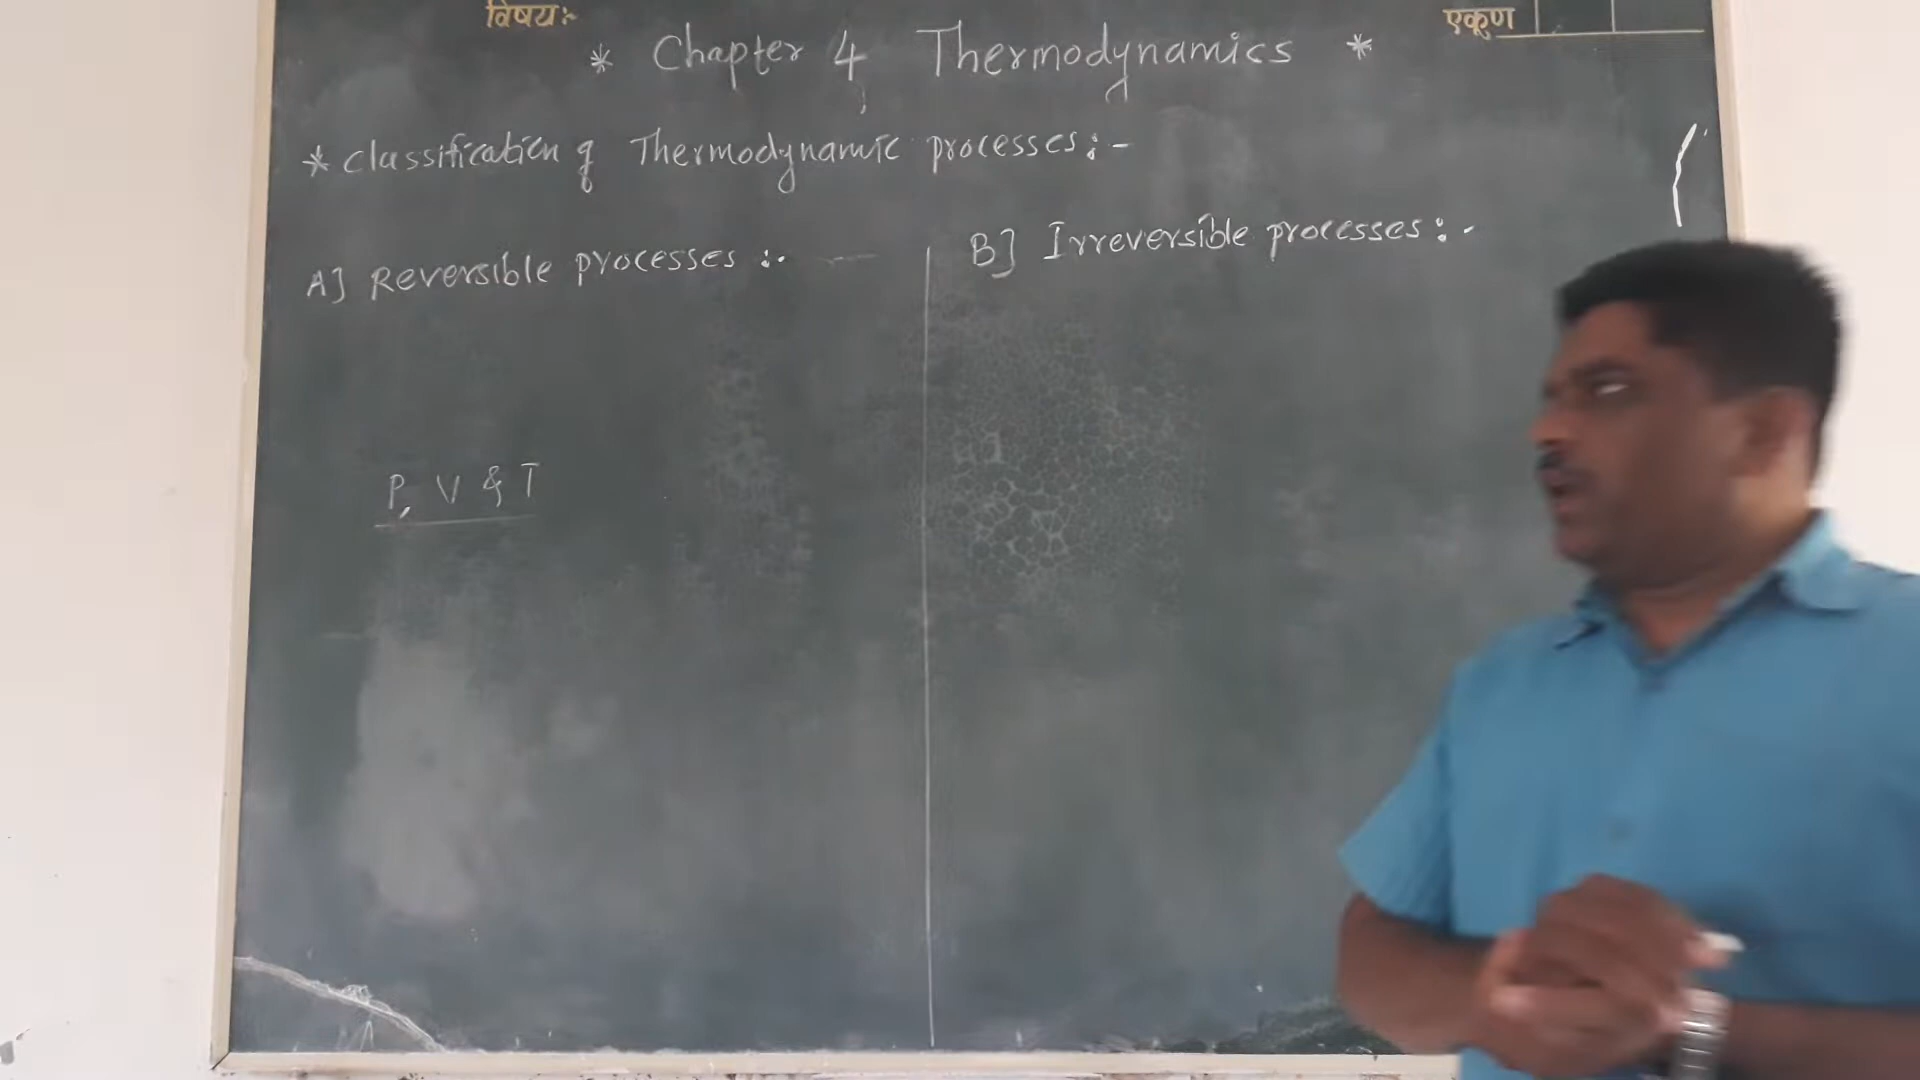 विषय:-
एकूण
* Chapter 4 Thermodynamics *
* Classification of Thermodynamic processes:-
A] Reversible processes :-
B] Irreversible processes :-
P, V & T